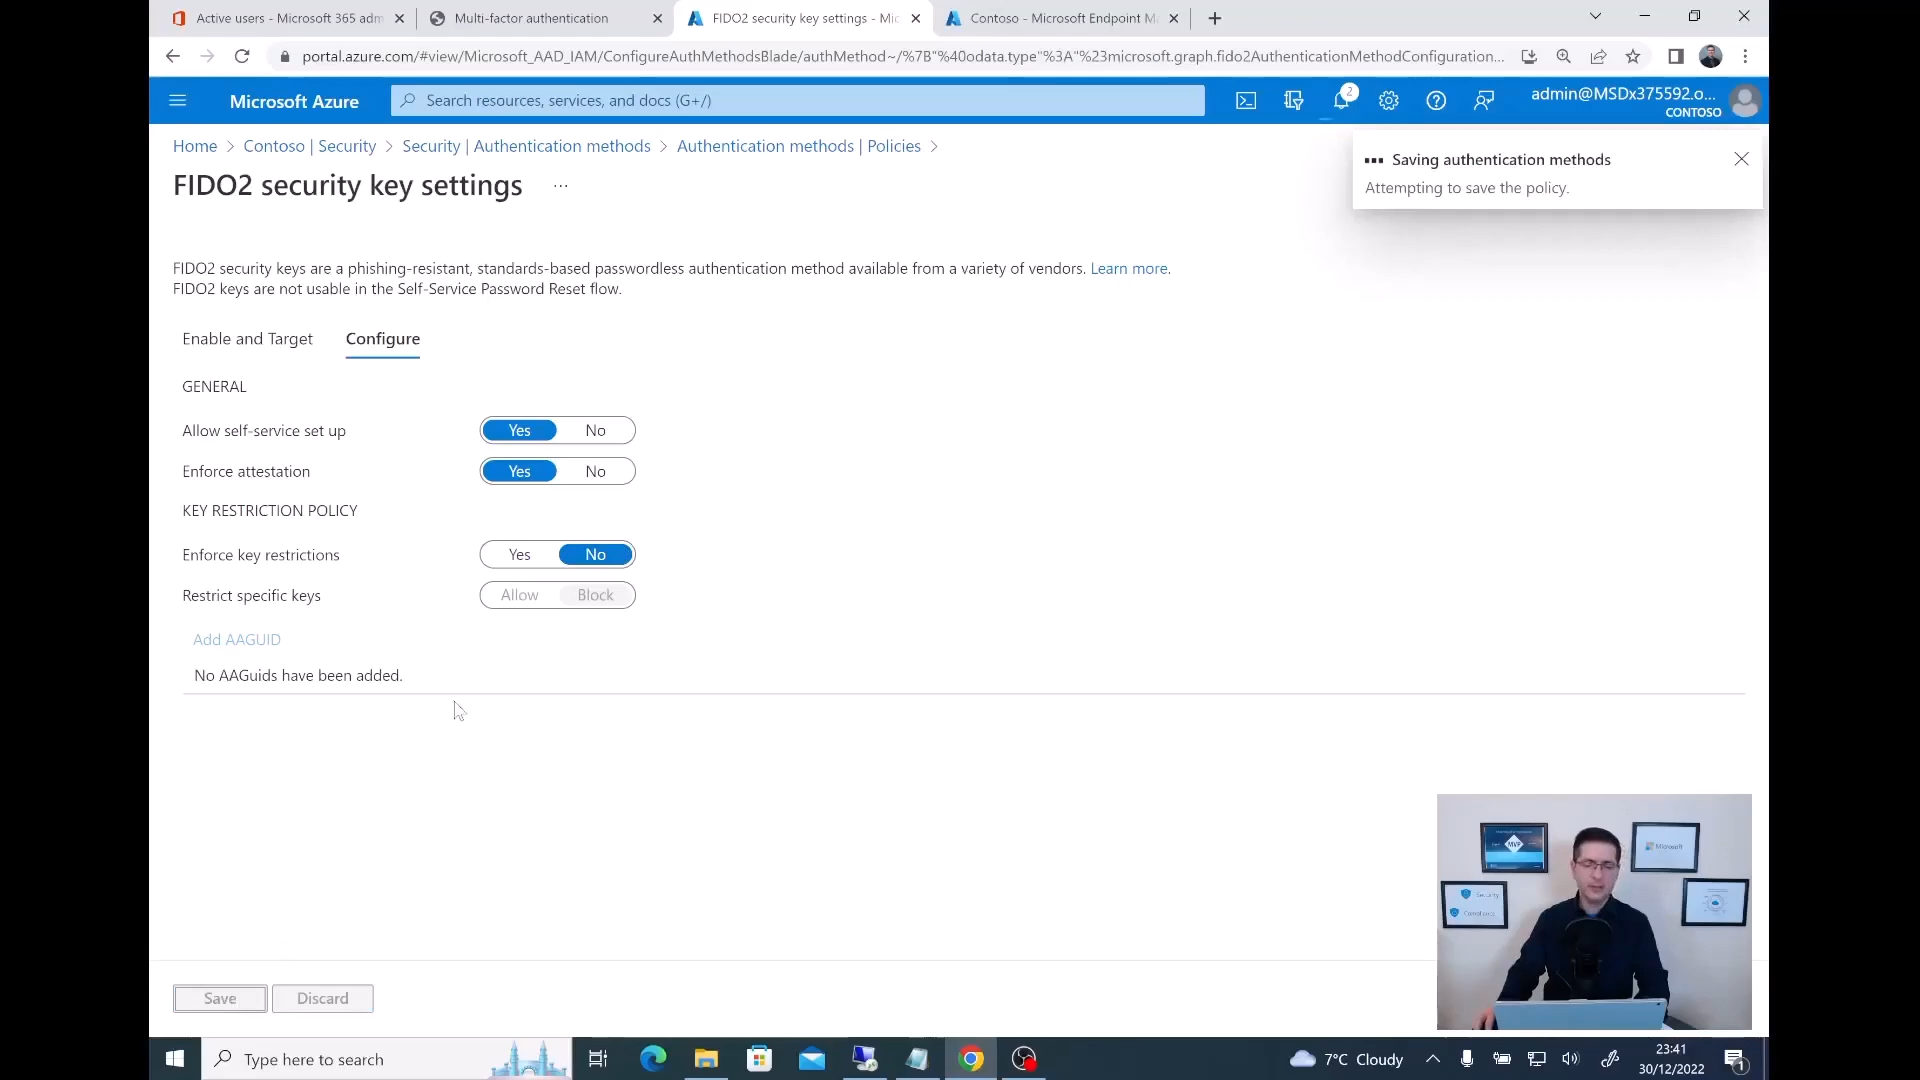 Active users - Microsoft 365 adm
Multi-factor authentication
FIDO2 security key settings - Mic
Contoso - Microsoft Endpoint M
portal.azure.com/#view/Microsoft_AAD_IAM/ConfigureAuthMethodsBlade/authMethod~/%7B"%40odata.type"%3A"%23microsoft.graph.fido2AuthenticationMethodConfiguration...
Microsoft Azure
Search resources, services, and docs (G+/)
2
admin@MSDx375592.o...
CONTOSO
Home > Contoso | Security > Security | Authentication methods > Authentication methods | Policies >
FIDO2 security key settings ...
Saving authentication methods
Attempting to save the policy.
FIDO2 security keys are a phishing-resistant, standards-based passwordless authentication method available from a variety of vendors. Learn more.
FIDO2 keys are not usable in the Self-Service Password Reset flow.
Enable and Target Configure
GENERAL
Allow self-service set up Yes No
Enforce attestation Yes No
KEY RESTRICTION POLICY
Enforce key restrictions Yes No
Restrict specific keys Allow Block
Add AAGUID
No AAGuids have been added.
MVP
Microsoft
Security
Compliance
Save Discard
Type here to search
7°C Cloudy
23:41
30/12/2022
1